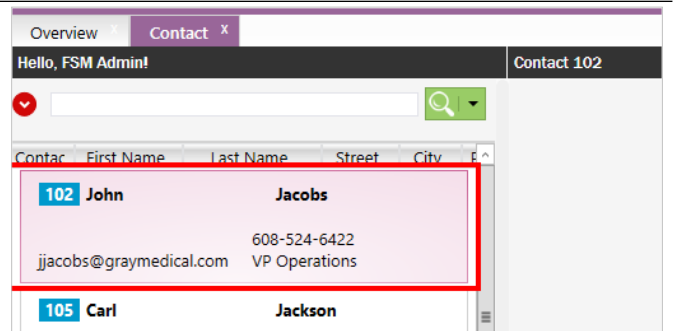 Overview x Contact x
Hello, FSM Admin! Contact 102
Contac First Name Last Name Street City
102 John Jacobs
608-524-6422
jjacobs@graymedical.com VP Operations
105 Carl Jackson